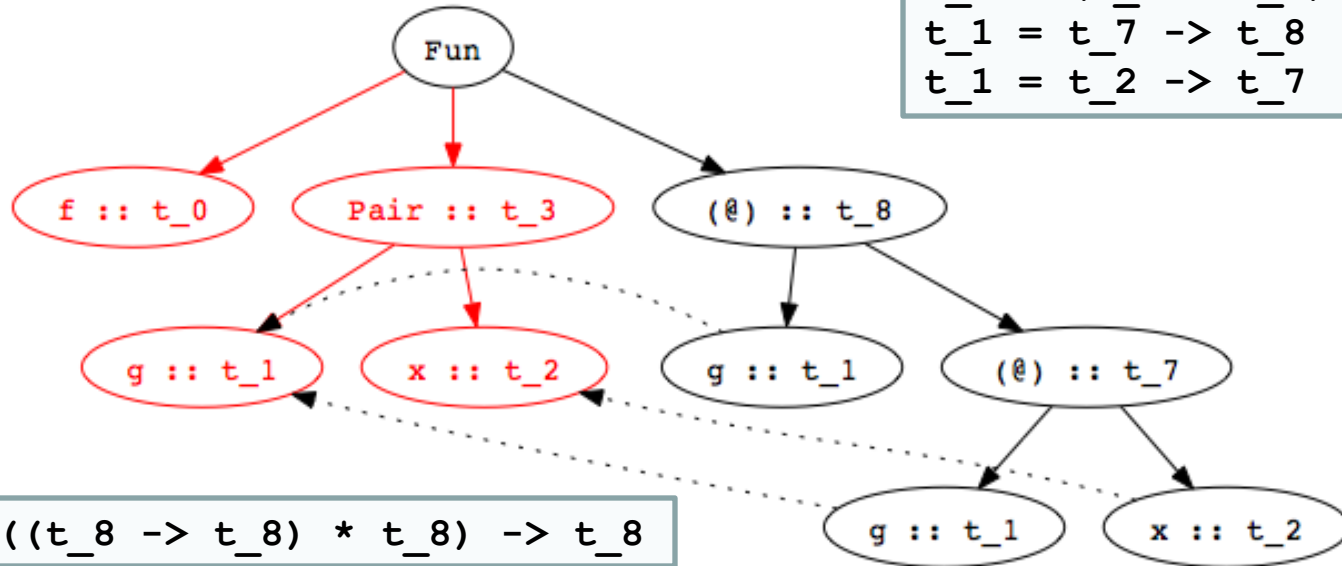 Fun
t_1 = t_7 -> t_8
t_1 = t_2 -> t_7
f :: t_0
Pair :: t_3
(@) :: t_8
g :: t_1
x :: t_2
g :: t_1
(@) :: t_7
((t_8 -> t_8) * t_8) -> t_8
g :: t_1
x :: t_2